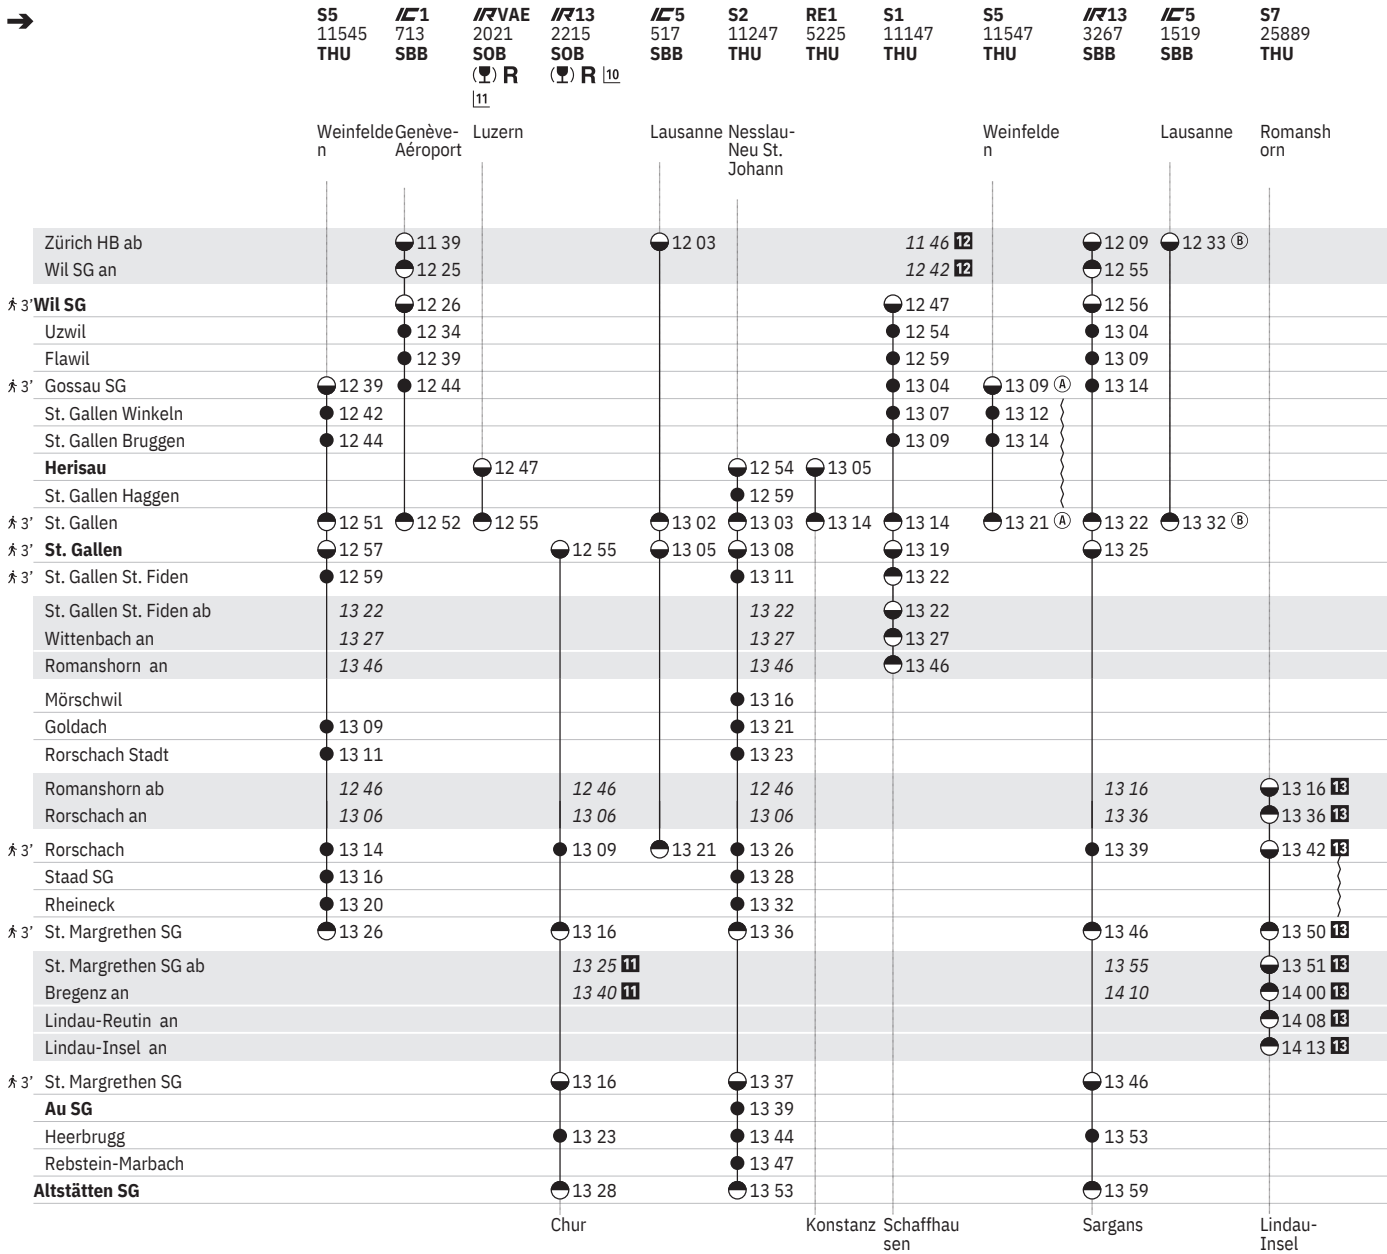 ➔ S5 IC1 IRVAE IR13 IC5 S2 RE1 S1 S5 IR13 IC5 S7
11545 713 2021 2215 517 11247 5225 11147 11547 3267 1519 25889
THU SBB SOB SOB SBB THU THU THU THU SBB SBB THU
( ) R ( ) R 10
11
Weinfelde Genève- Luzern Lausanne Nesslau- Weinfelde Lausanne Romansh
n Aéroport Neu St. n orn
Johann
Zürich HB ab 11 39 12 03 11 46 12 12 09 12 33 Ⓑ
Wil SG an 12 25 12 42 12 12 55
3' Wil SG 12 26 12 47 12 56
Uzwil 12 34 12 54 13 04
Flawil 12 39 12 59 13 09
3' Gossau SG 12 39 12 44 13 04 13 09 Ⓐ 13 14
St. Gallen Winkeln 12 42 13 07 13 12
St. Gallen Bruggen 12 44 13 09 13 14
Herisau 12 47 12 54 13 05
St. Gallen Haggen 12 59
3' St. Gallen 12 51 12 52 12 55 13 02 13 03 13 14 13 14 13 21 Ⓐ 13 22 13 32 Ⓑ
3' St. Gallen 12 57 12 55 13 05 13 08 13 19 13 25
3' St. Gallen St. Fiden 12 59 13 11 13 22
St. Gallen St. Fiden ab 13 22 13 22 13 22
Wittenbach an 13 27 13 27 13 27
Romanshorn an 13 46 13 46 13 46
Mörschwil 13 16
Goldach 13 09 13 21
Rorschach Stadt 13 11 13 23
Romanshorn ab 12 46 12 46 12 46 13 16 13 16 13
Rorschach an 13 06 13 06 13 06 13 36 13 36 13
3' Rorschach 13 14 13 09 13 21 13 26 13 39 13 42 13
Staad SG 13 16 13 28
Rheineck 13 20 13 32
3' St. Margrethen SG 13 26 13 16 13 36 13 46 13 50 13
St. Margrethen SG ab 13 25 11 13 55 13 51 13
Bregenz an 13 40 11 14 10 14 00 13
Lindau-Reutin an 14 08 13
Lindau-Insel an 14 13 13
3' St. Margrethen SG 13 16 13 37 13 46
Au SG 13 39
Heerbrugg 13 23 13 44 13 53
Rebstein-Marbach 13 47
Altstätten SG 13 28 13 53 13 59
Chur Konstanz Schaffhau Sargans Lindau-
sen Insel